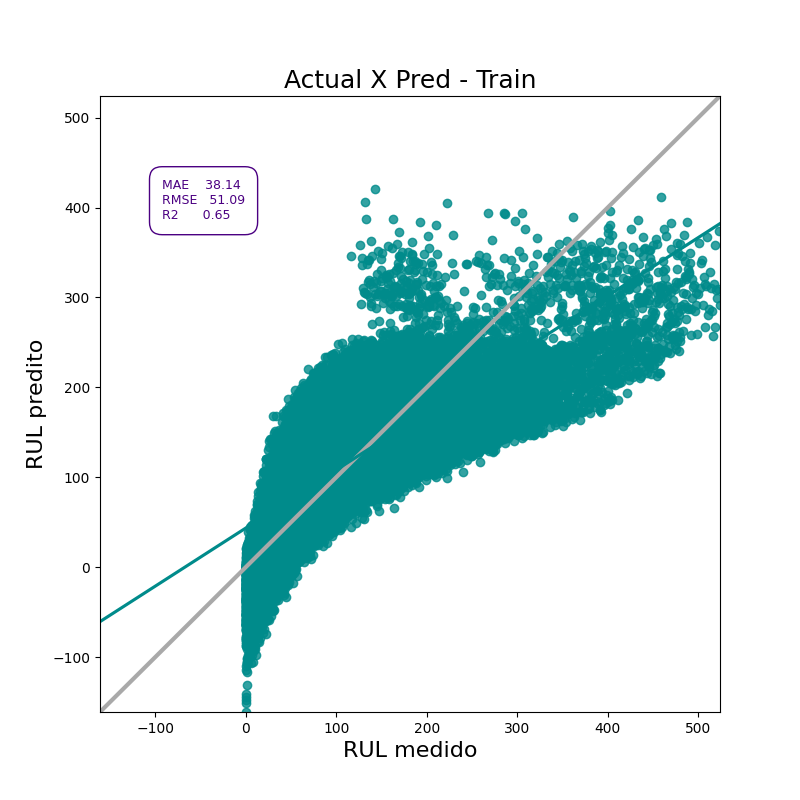 Actual X Pred - Train
500
400
300
200
100
0
−100
MAE 38.14
RMSE 51.09
R2 0.65
RUL predito
−100 0 100 200 300 400 500
RUL medido